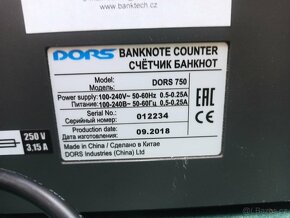 www.banktech.cz
DORS BANKNOTE COUNTER
СЧЁТЧИК БАНКНОТ
Model: DORS 750
Модель:
Power supply: 100-240V~ 50-60Hz 0.5-0.25A
Питание: 100-240В~ 50-60Гц 0,5-0,25А
Serial No.: 012234
Серийный номер:
Production date: 09.2018
Дата изготовления:
Made in China / Сделано в Китае
DORS Industries (China) Ltd
EAC
250 V
3.15 A